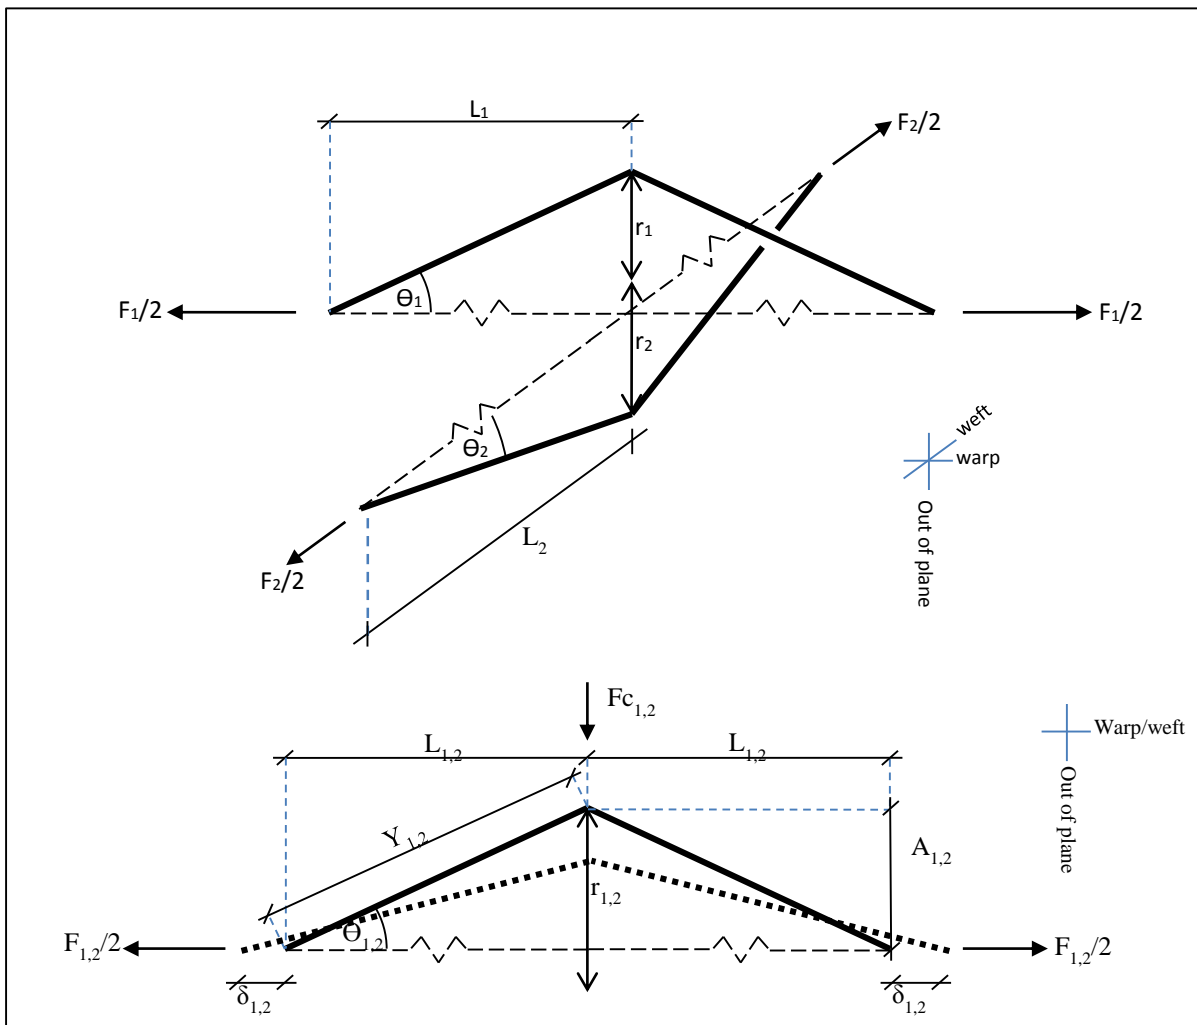 L₁
F₂/2
r₁
F₁/2
ϴ₁
F₁/2
r₂
ϴ₂
weft
warp
Out of plane
L₂
F₂/2
Fc₁,₂
L₁,₂
L₁,₂
Warp/weft
Out of plane
Y₁,₂
A₁,₂
r₁,₂
ϴ₁,₂
F₁,₂/2
F₁,₂/2
δ₁,₂
δ₁,₂